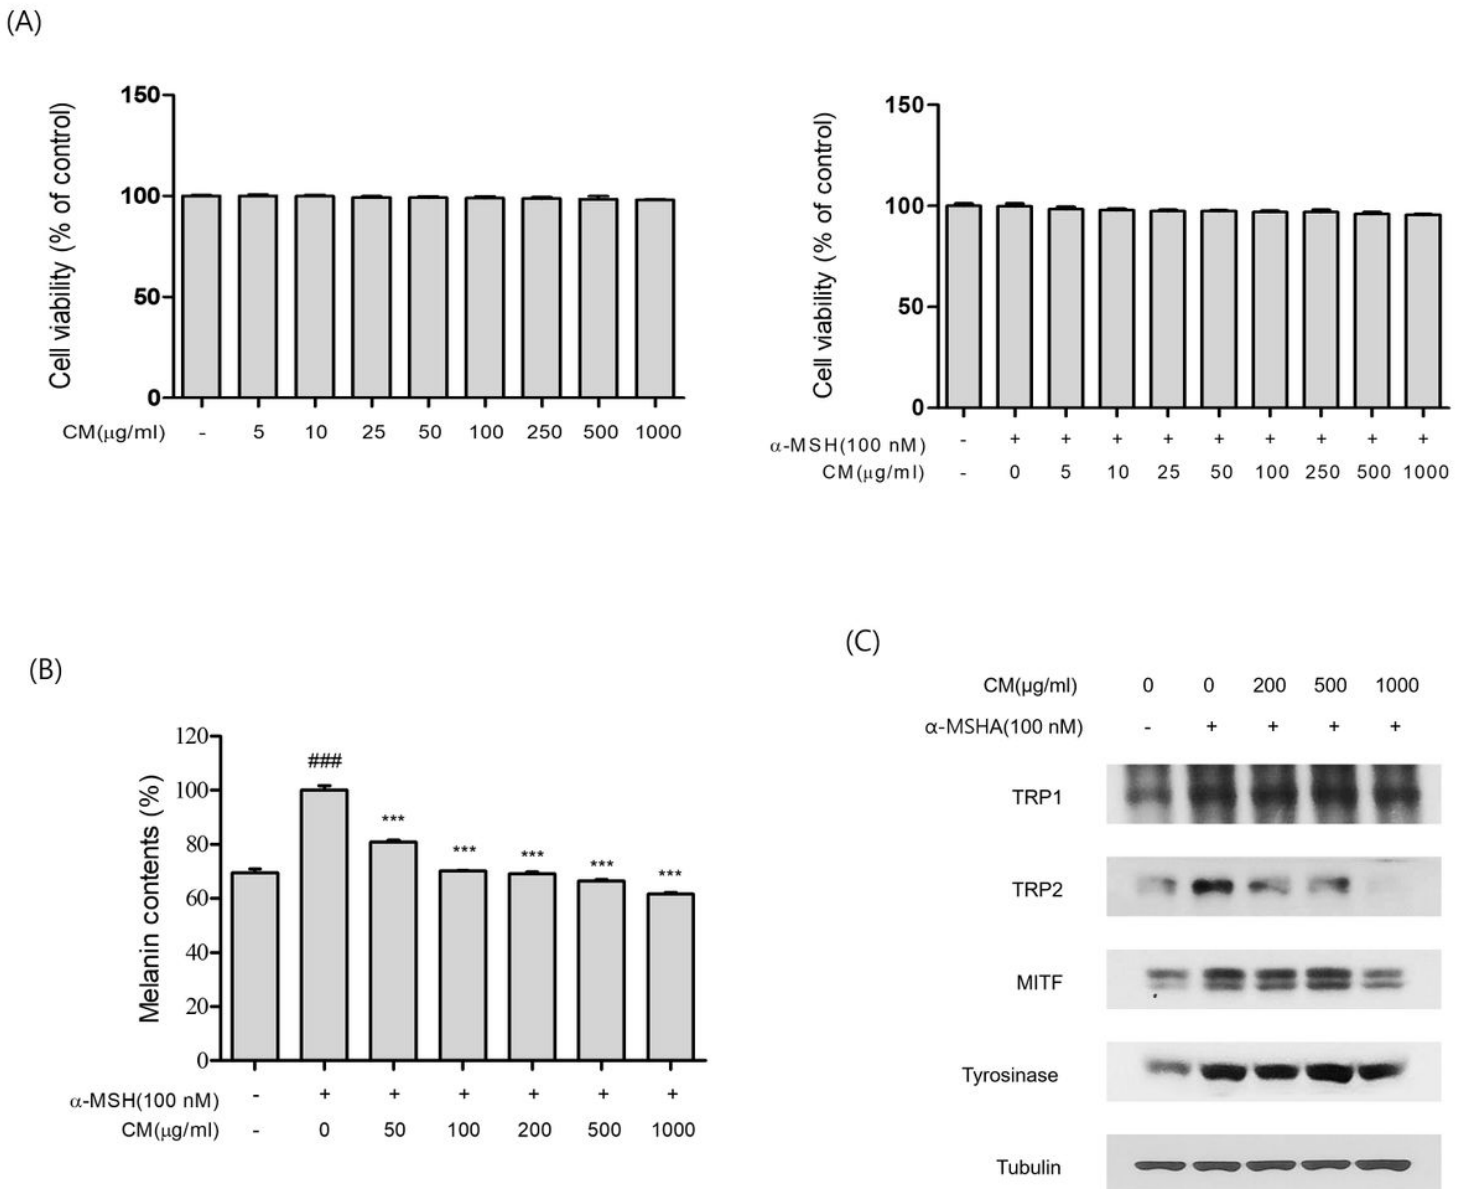 (A)
150
100
50
0
Cell viability (% of control)
CM(µg/ml) - 5 10 25 50 100 250 500 1000
150
100
50
0
Cell viability (% of control)
α-MSH(100 nM) - + + + + + + + + +
CM(µg/ml) - 0 5 10 25 50 100 250 500 1000
(B)
120
100
80
60
40
20
0
Melanin contents (%)
### *** *** *** *** ***
α-MSH(100 nM) - + + + + + +
CM(µg/ml) - 0 50 100 200 500 1000
(C)
CM(µg/ml) 0 0 200 500 1000
α-MSHA(100 nM) - + + + +
TRP1
TRP2
MITF
Tyrosinase
Tubulin